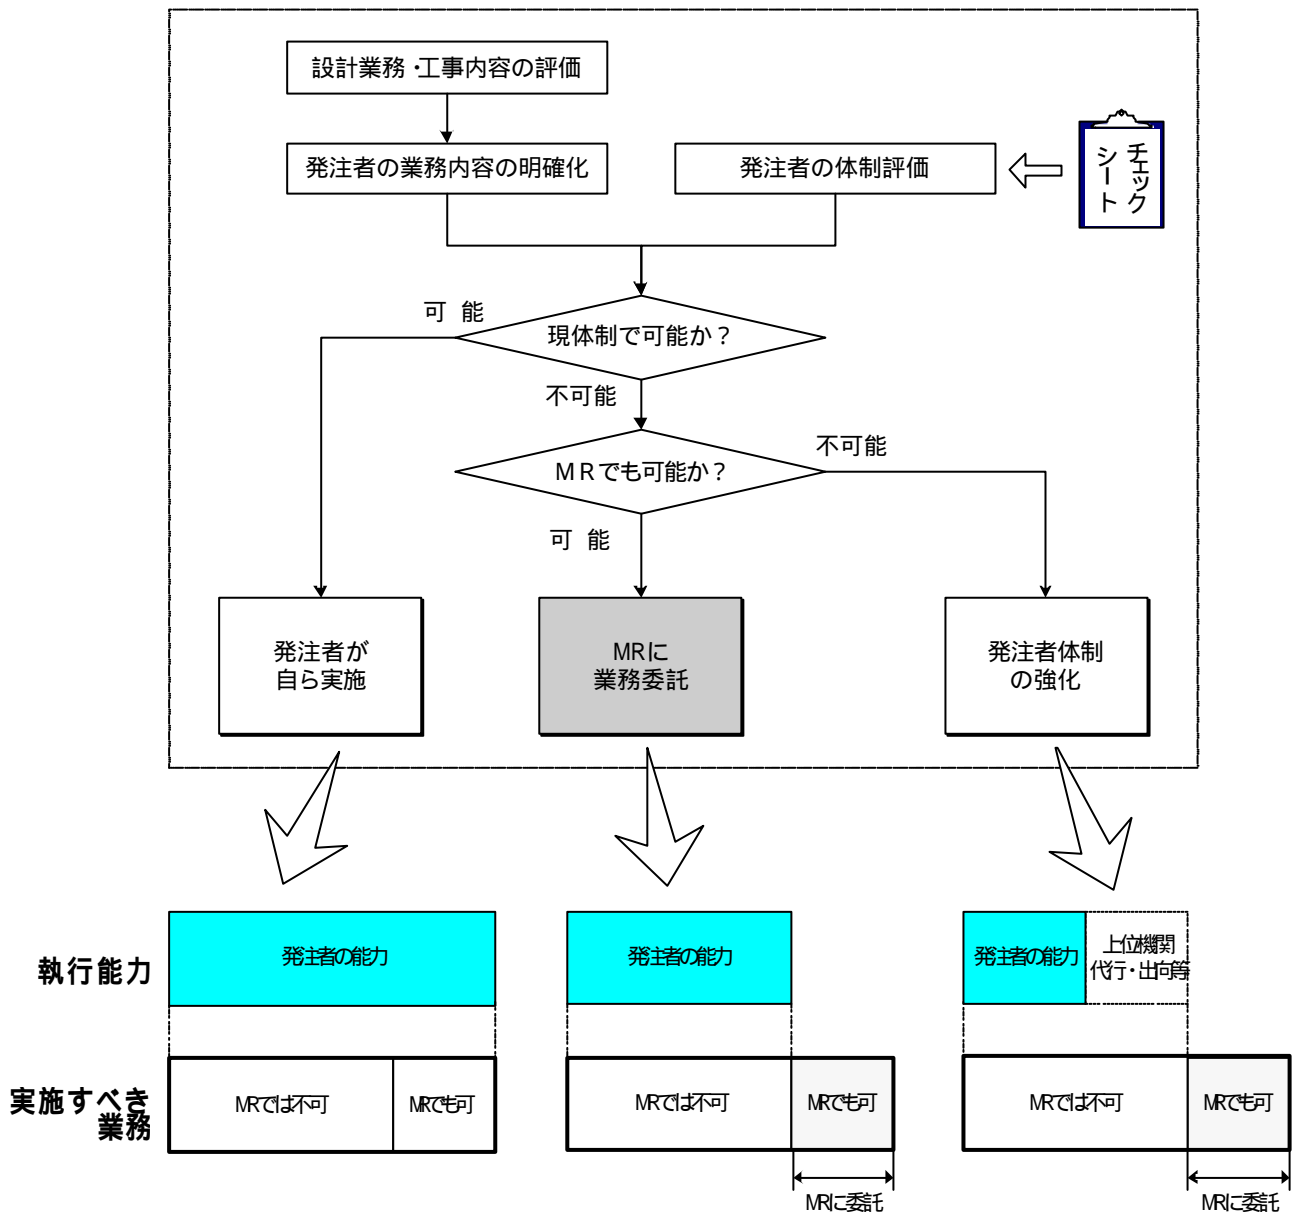 設計業務・工事内容の評価
発注者の業務内容の明確化
発注者の体制評価
チェック
シート
可 能
現体制で可能か？
不可能
ＭＲでも可能か？
不可能
可 能
発注者が
自ら実施
MRに
業務委託
発注者体制
の強化
執行能力
発注者の能力
発注者の能力
発注者の能力
上位機関
代行・出向等
実施すべき
業務
MRでは不可
MRでも可
MRでは不可
MRでも可
MRでは不可
MRでも可
MRに委託
MRに委託